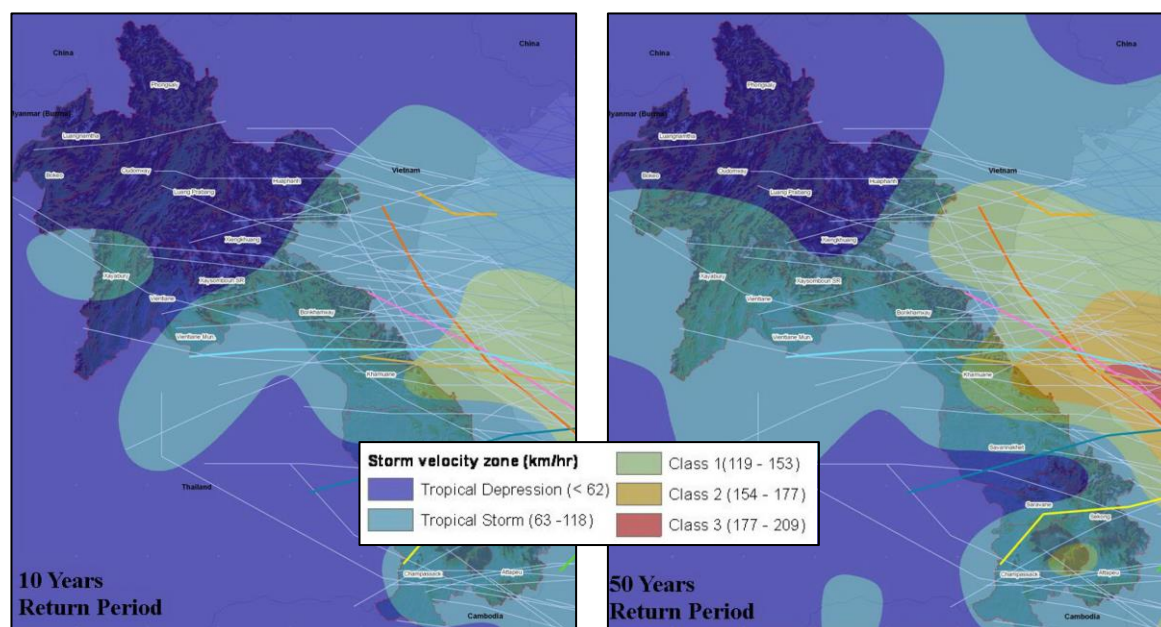 China
China
Phongsaly
Myanmar (Burma)
Luangnamtha
Bokeo
Oudomxay
Luang Prabang
Huaphanh
Vietnam
Xiengkhuang
Xayabury
Xaysomboun SR
Vientiane
Borikhamxay
Vientiane Mun.
Khamuane
Thailand
Champasack
Attapeu
Cambodia
10 Years
Return Period
China
China
Phongsaly
Myanmar (Burma)
Luangnamtha
Bokeo
Oudomxay
Luang Prabang
Huaphanh
Vietnam
Xiengkhuang
Xayabury
Xaysomboun SR
Vientiane
Borikhamxay
Vientiane Mun.
Khamuane
Savannakhet
Saravane
Sekong
Champasack
Attapeu
Cambodia
50 Years
Return Period
Storm velocity zone (km/hr)
Tropical Depression (< 62)
Tropical Storm (63 -118)
Class 1(119 - 153)
Class 2 (154 - 177)
Class 3 (177 - 209)